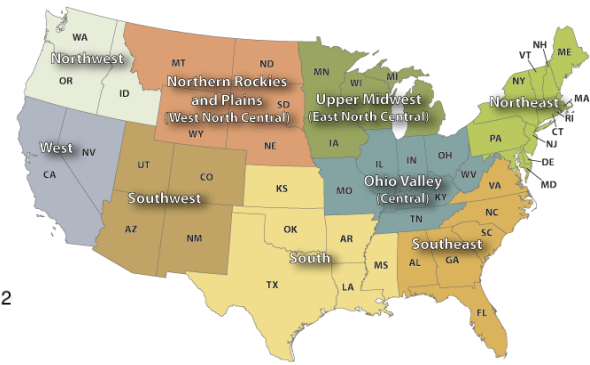 WA
Northwest
OR
ID
MT
ND
Northern Rockies
and Plains
(West North Central)
SD
WY
NE
MN
WI
MI
Upper Midwest
(East North Central)
IA
NH
VT
ME
NY
Northeast
MA
RI
CT
PA
NJ
DE
MD
West
NV
CA
UT
CO
Southwest
AZ
NM
IL
IN
OH
Ohio Valley
(Central)
WV
MO
KY
TN
KS
OK
AR
South
TX
LA
MS
VA
NC
SC
Southeast
AL
GA
FL
2